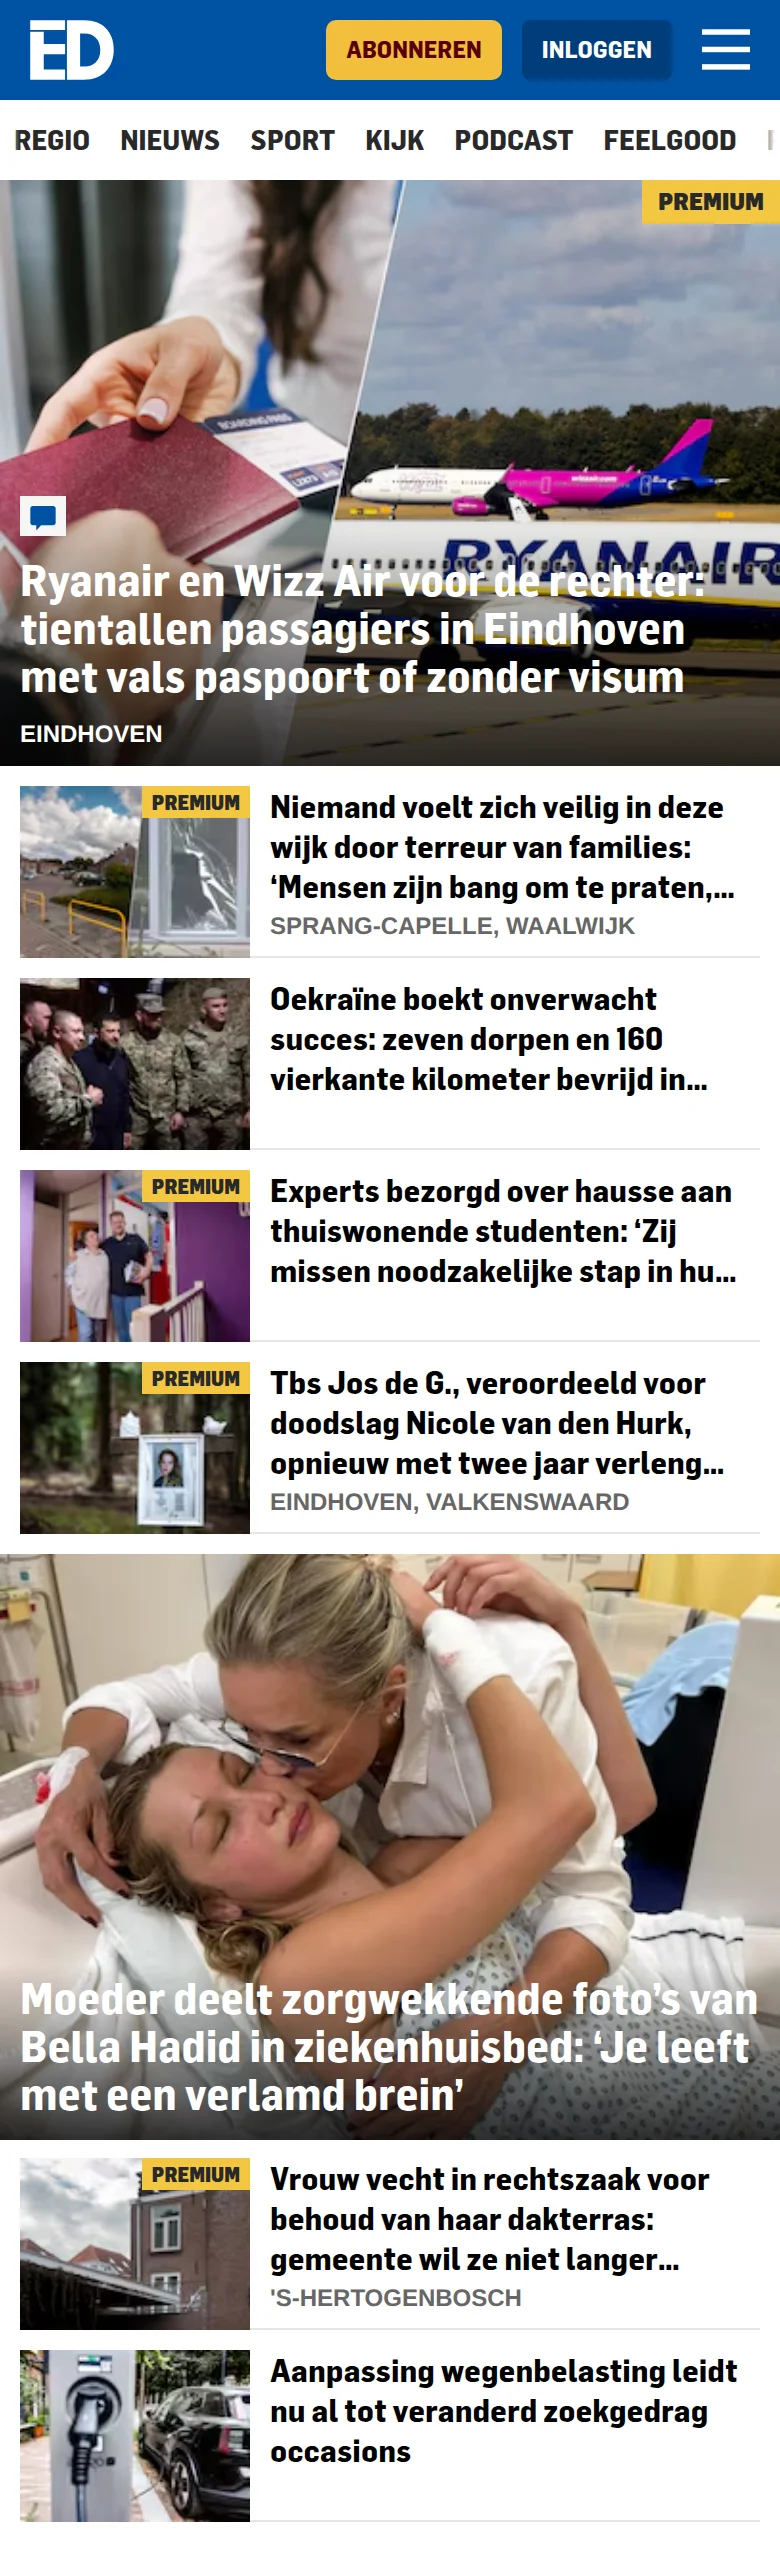 ED
ABONNEREN
INLOGGEN
REGIO NIEUWS SPORT KIJK PODCAST FEELGOOD
PREMIUM
BOARDING PASS
wizzair.com
RYANAIR
Ryanair en Wizz Air voor de rechter:
tientallen passagiers in Eindhoven
met vals paspoort of zonder visum
EINDHOVEN
PREMIUM
Niemand voelt zich veilig in deze
wijk door terreur van families:
‘Mensen zijn bang om te praten,...
SPRANG-CAPELLE, WAALWIJK
Oekraïne boekt onverwacht
succes: zeven dorpen en 160
vierkante kilometer bevrijd in...
PREMIUM
Experts bezorgd over hausse aan
thuiswonende studenten: ‘Zij
missen noodzakelijke stap in hu...
PREMIUM
Tbs Jos de G., veroordeeld voor
doodslag Nicole van den Hurk,
opnieuw met twee jaar verleng...
EINDHOVEN, VALKENSWAARD
Moeder deelt zorgwekkende foto’s van
Bella Hadid in ziekenhuisbed: ‘Je leeft
met een verlamd brein’
PREMIUM
Vrouw vecht in rechtszaak voor
behoud van haar dakterras:
gemeente wil ze niet langer...
'S-HERTOGENBOSCH
Aanpassing wegenbelasting leidt
nu al tot veranderd zoekgedrag
occasions